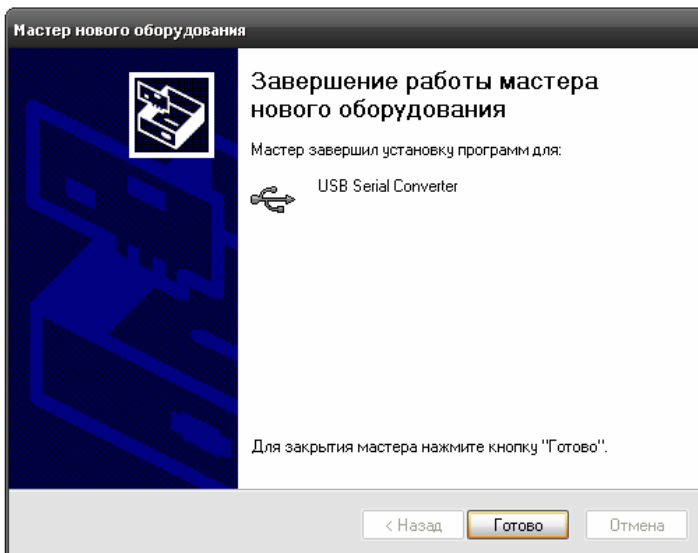 Мастер нового оборудования
Завершение работы мастера
нового оборудования
Мастер завершил установку программ для:
USB Serial Converter
Для закрытия мастера нажмите кнопку "Готово".
< Назад Готово Отмена